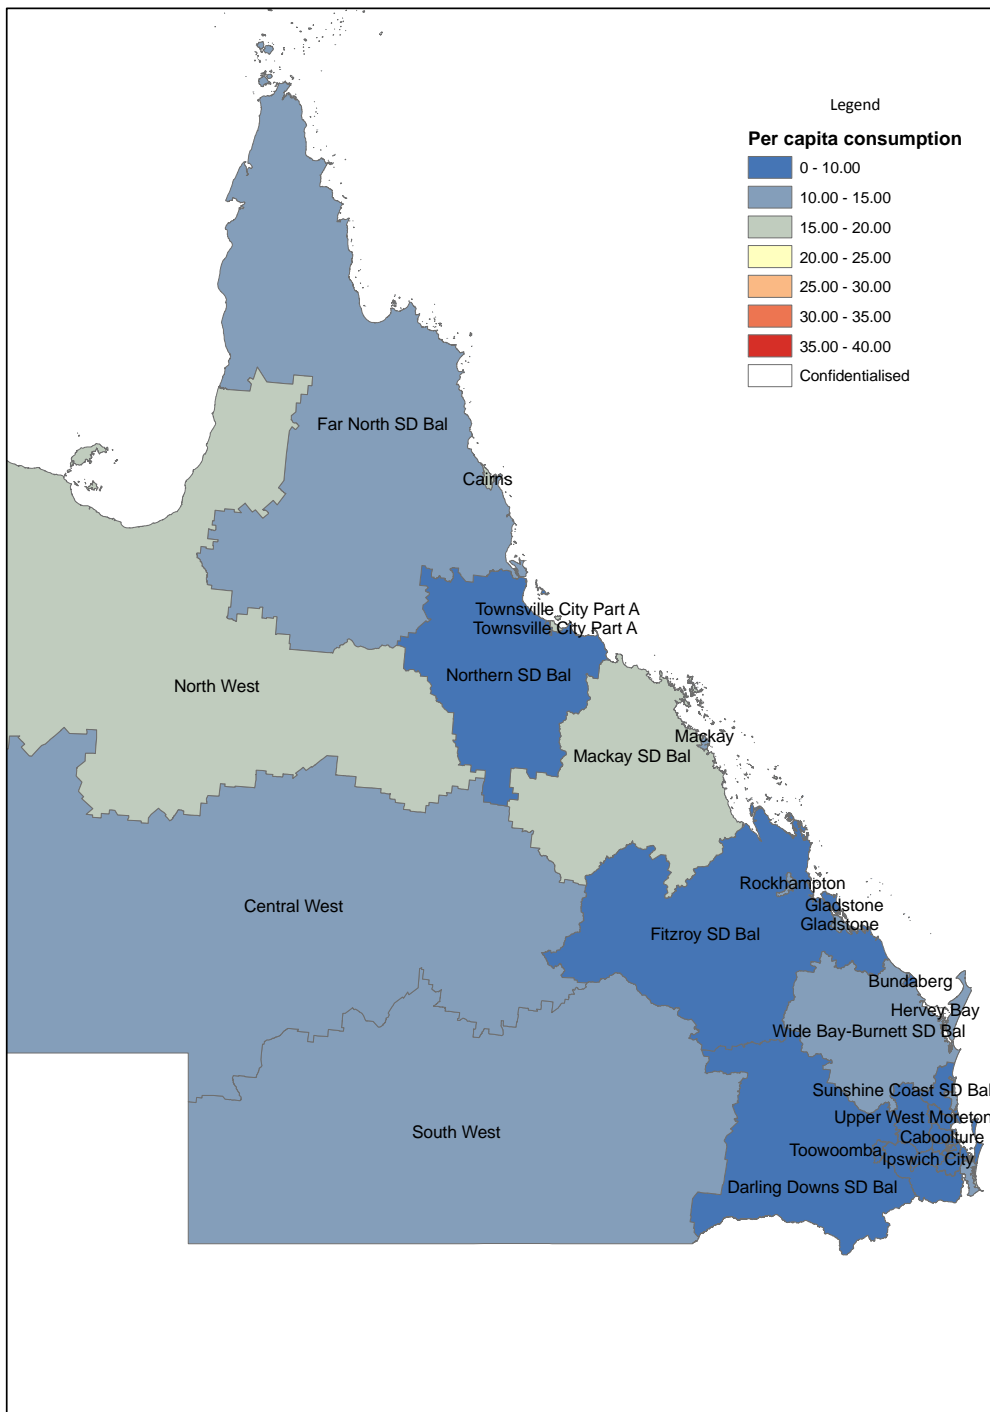 Legend
Per capita consumption
0 - 10.00
10.00 - 15.00
15.00 - 20.00
20.00 - 25.00
25.00 - 30.00
30.00 - 35.00
35.00 - 40.00
Confidentialised
Far North SD Bal
Cairns
Townsville City Part A
Townsville City Part A
Northern SD Bal
North West
Mackay
Mackay SD Bal
Rockhampton
Central West
Gladstone
Gladstone
Fitzroy SD Bal
Bundaberg
Hervey Bay
Wide Bay-Burnett SD Bal
Sunshine Coast SD Bal
Upper West Moreton
South West
Caboolture
Toowoomba
Ipswich City
Darling Downs SD Bal